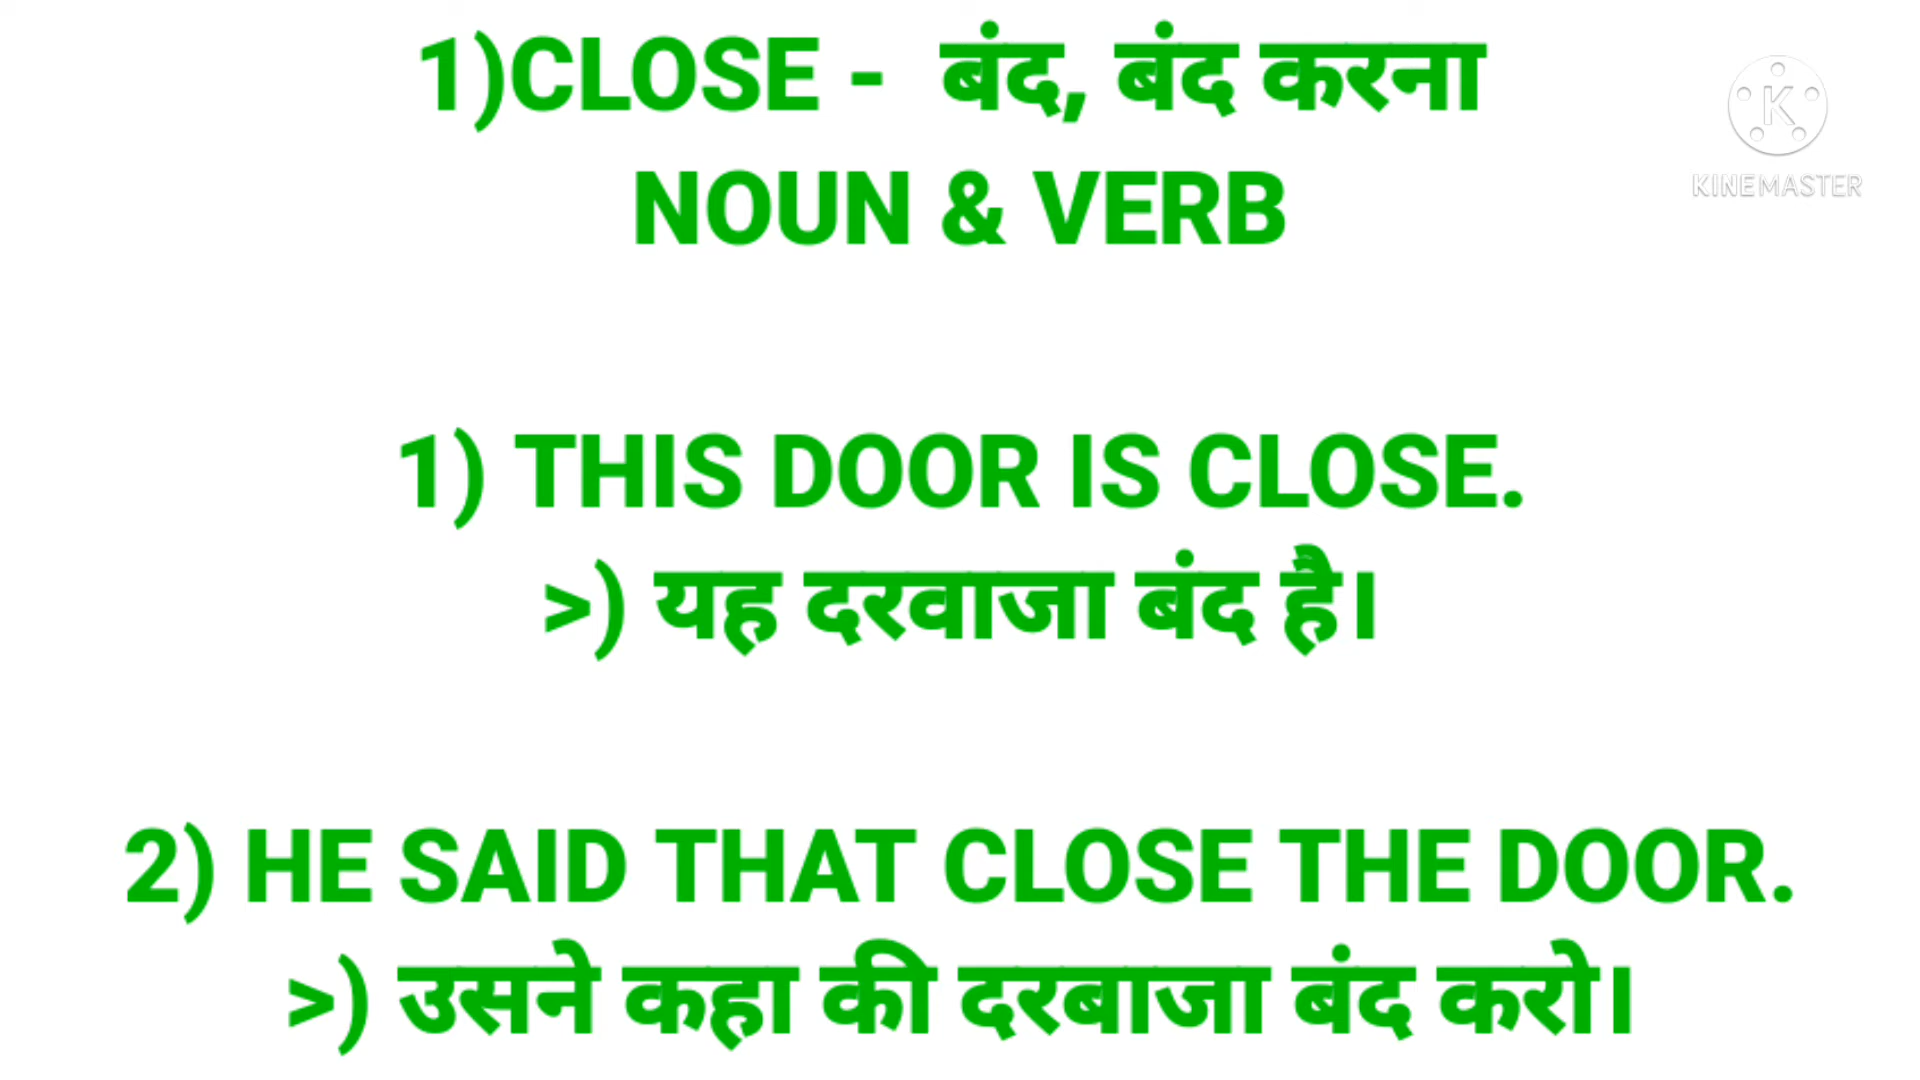 1)CLOSE - बंद, बंद करना
NOUN & VERB
K
KINEMASTER
1) THIS DOOR IS CLOSE.
>) यह दरवाजा बंद है।
2) HE SAID THAT CLOSE THE DOOR.
>) उसने कहा की दरबाजा बंद करो।